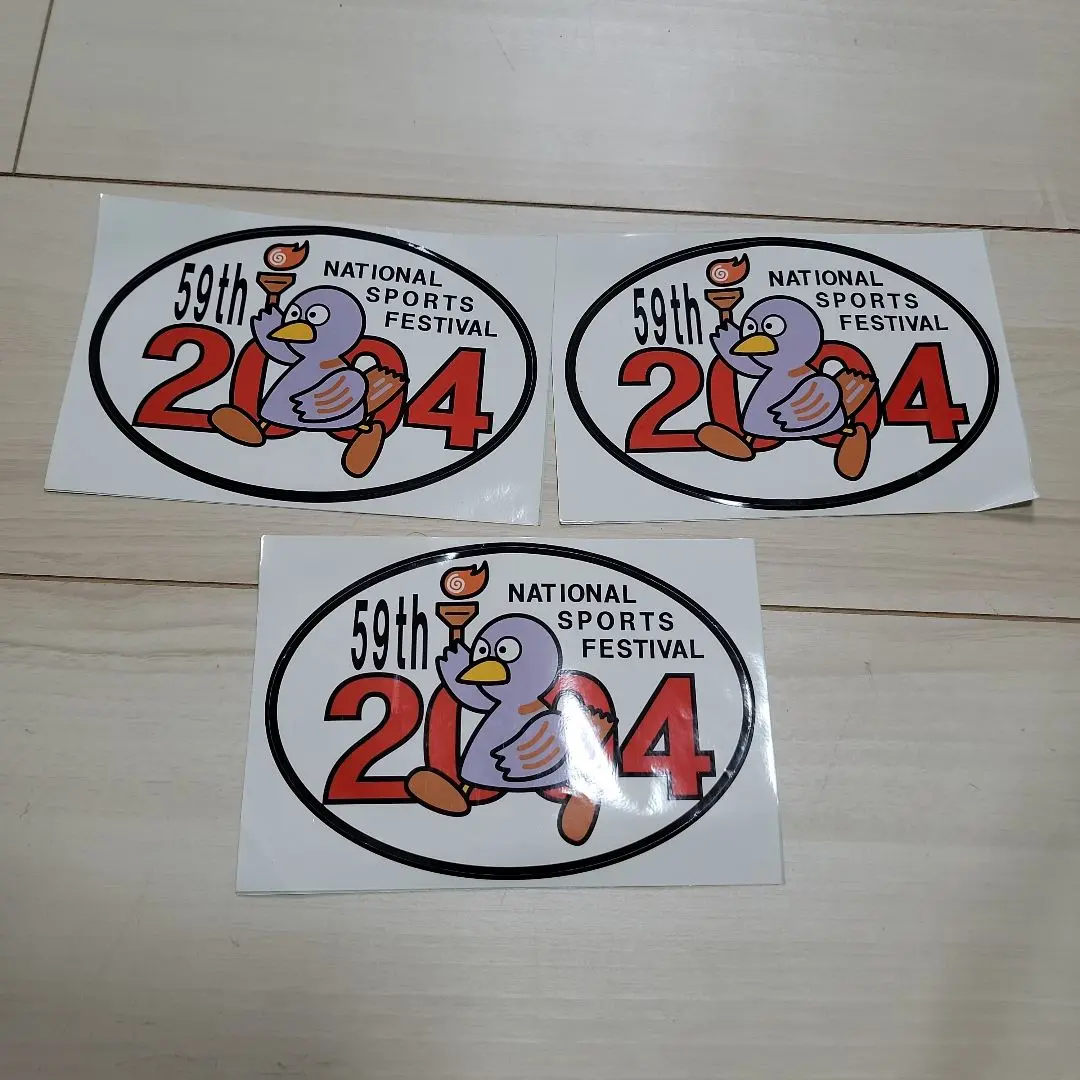 59th
NATIONAL
SPORTS
FESTIVAL
2004
59th
NATIONAL
SPORTS
FESTIVAL
2004
59th
NATIONAL
SPORTS
FESTIVAL
2004